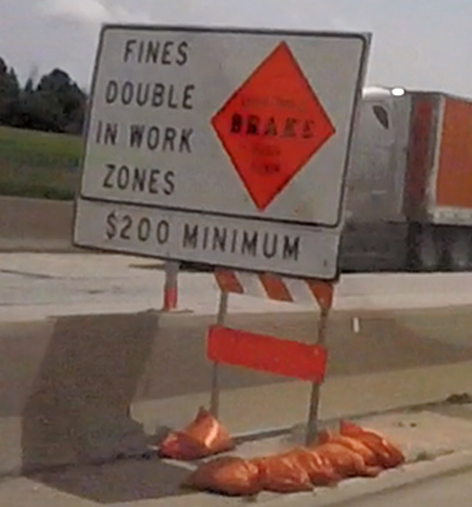 FINES
DOUBLE
IN WORK
ZONES
BRAKE
$200 MINIMUM